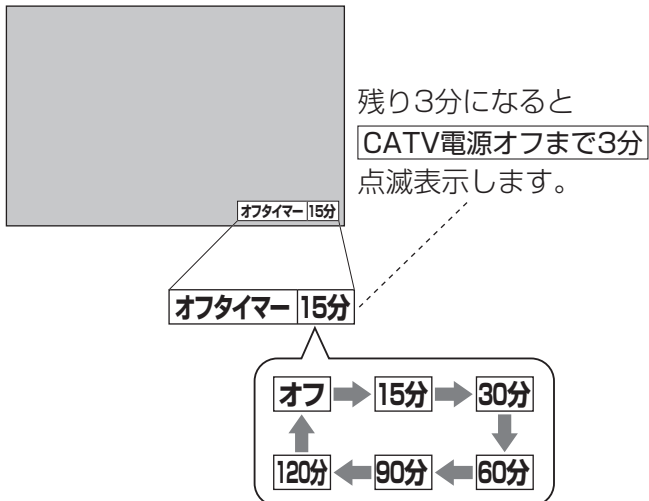 残り3分になると
CATV電源オフまで3分
点滅表示します。
オフタイマー 15分
オフタイマー 15分
オフ 15分 30分
120分 90分 60分